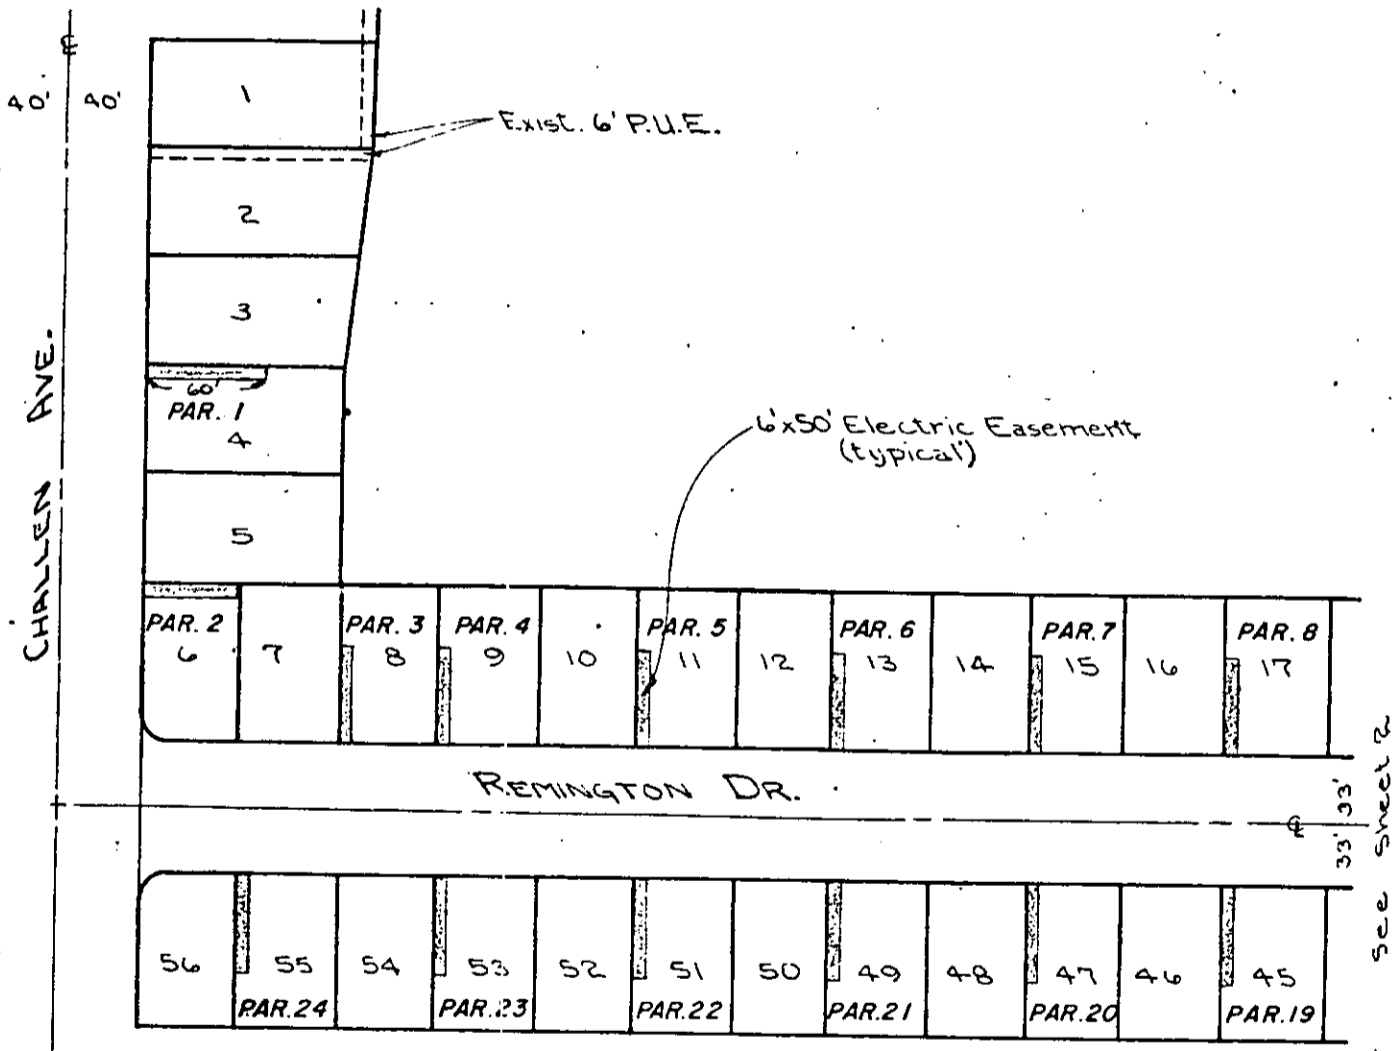 ℄
40'
40'
1
Exist. 6' P.U.E.
2
3
60'
PAR. 1
4
CHALLEN AVE.
6'x50' Electric Easement
(typical)
5
PAR. 2
PAR. 3
PAR. 4
PAR. 5
PAR. 6
PAR. 7
PAR. 8
6
7
8
9
10
11
12
13
14
15
16
17
REMINGTON DR.
℄
33' 33'
see sheet 2
56
55
54
53
52
51
50
49
48
47
46
45
PAR. 24
PAR. 23
PAR. 22
PAR. 21
PAR. 20
PAR. 19